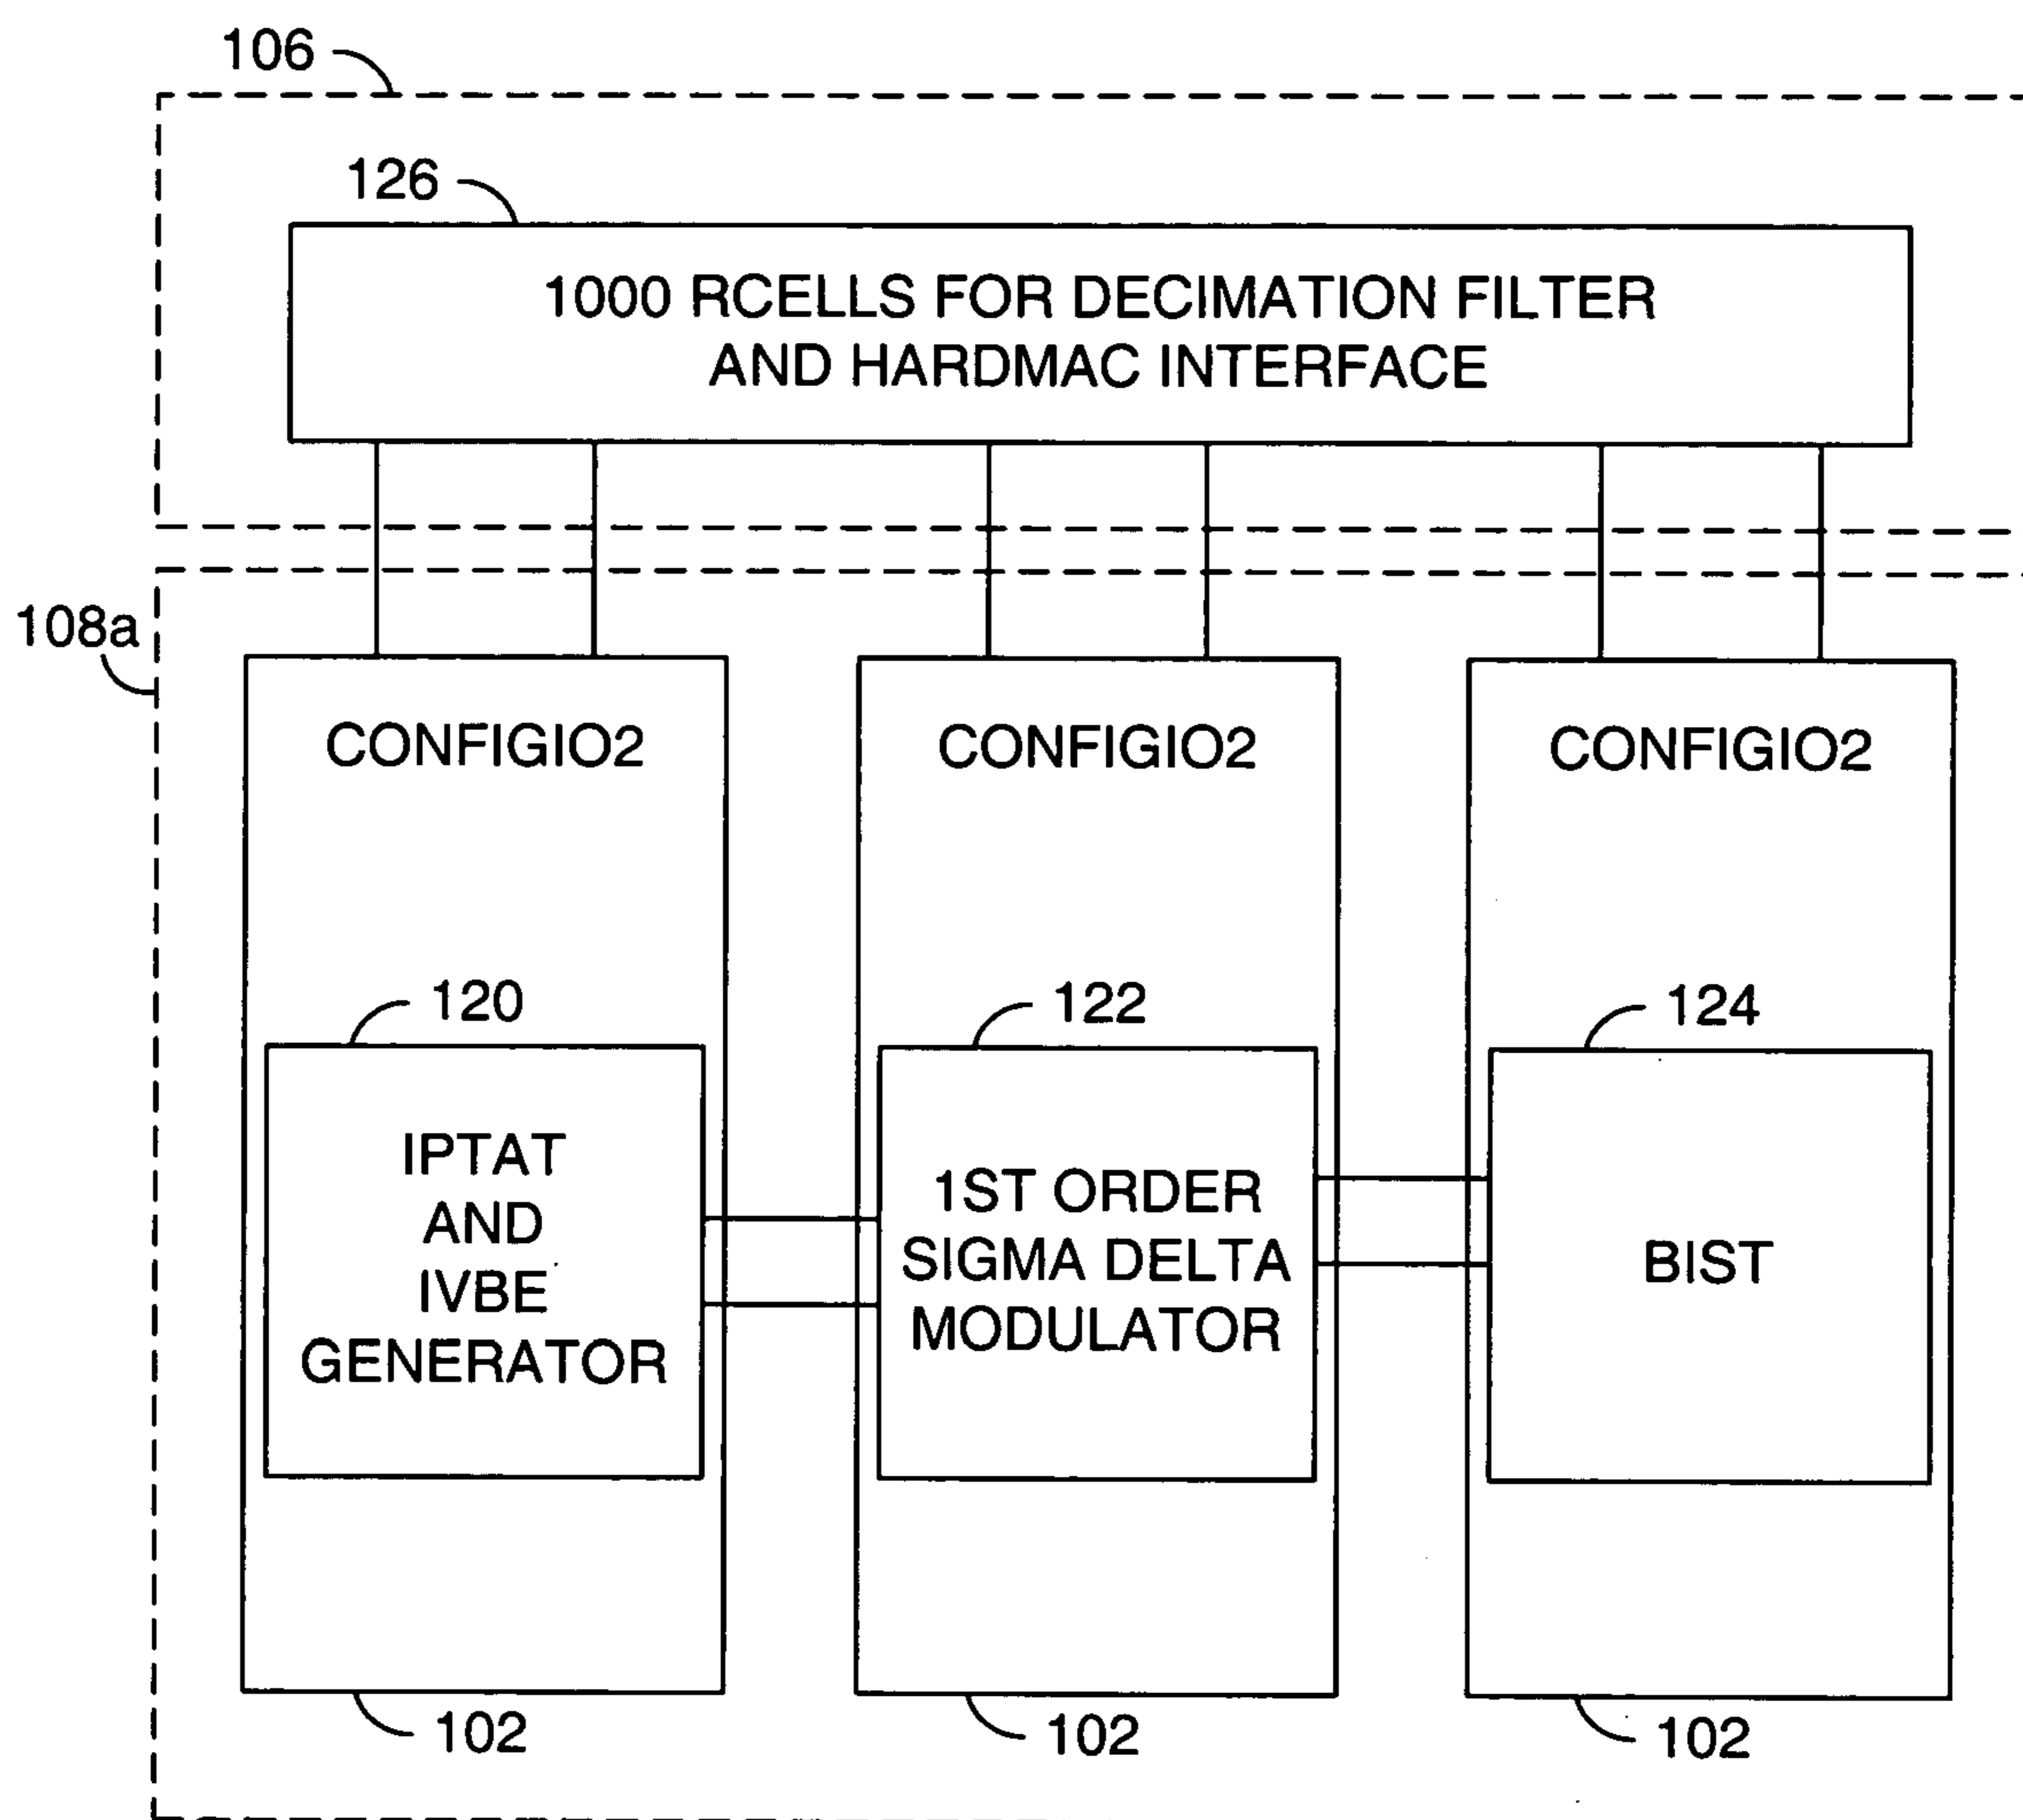 106
126
1000 RCELLS FOR DECIMATION FILTER
AND HARDMAC INTERFACE
108a
CONFIGIO2
CONFIGIO2
CONFIGIO2
120
122
124
IPTAT
AND
IVBE
GENERATOR
1ST ORDER
SIGMA DELTA
MODULATOR
BIST
102
102
102